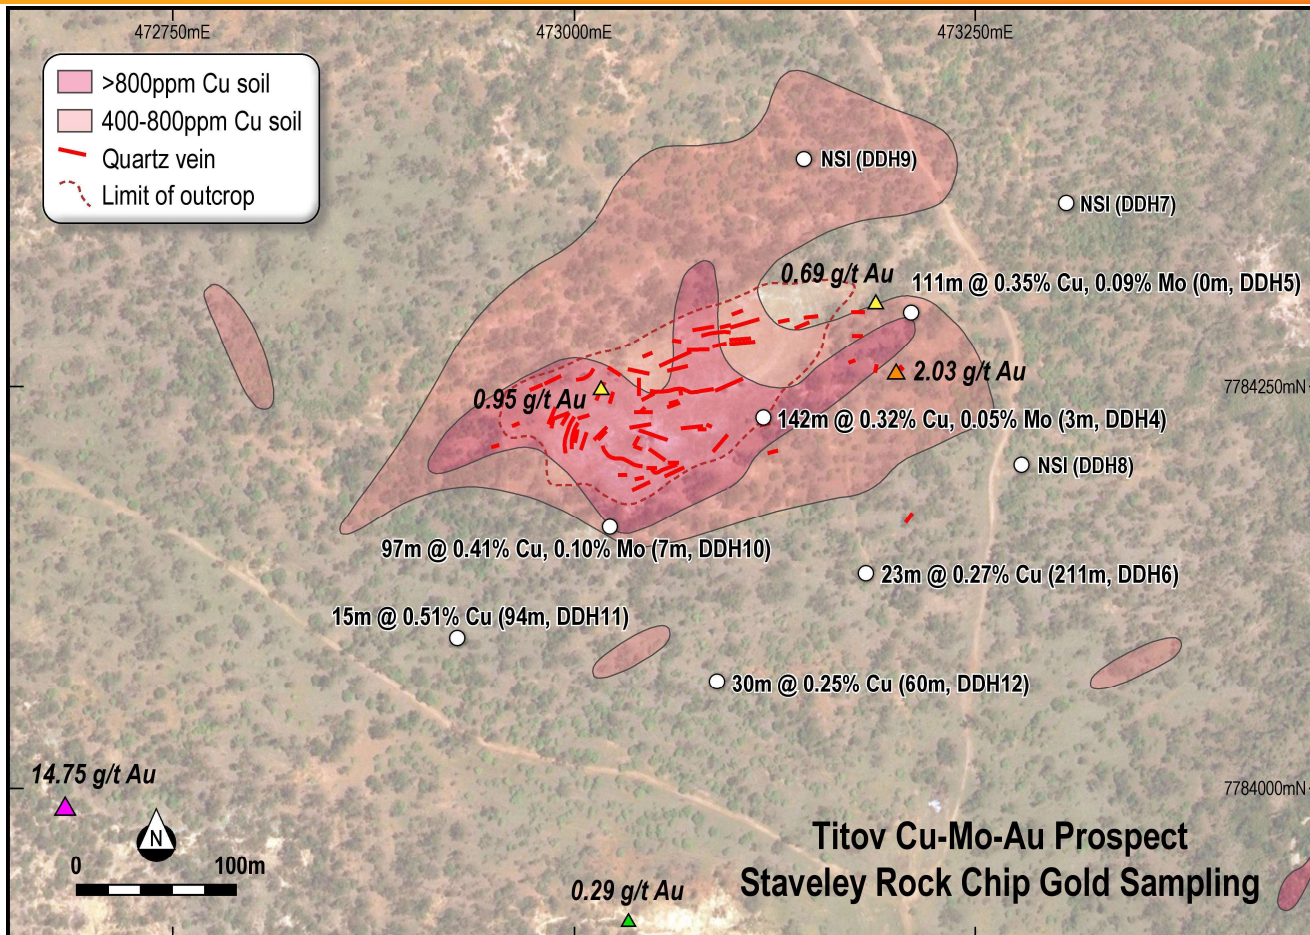 472750mE
473000mE
473250mE
>800ppm Cu soil
400-800ppm Cu soil
Quartz vein
Limit of outcrop
NSI (DDH9)
NSI (DDH7)
0.69 g/t Au
111m @ 0.35% Cu, 0.09% Mo (0m, DDH5)
2.03 g/t Au
7784250mN
0.95 g/t Au
142m @ 0.32% Cu, 0.05% Mo (3m, DDH4)
NSI (DDH8)
97m @ 0.41% Cu, 0.10% Mo (7m, DDH10)
23m @ 0.27% Cu (211m, DDH6)
15m @ 0.51% Cu (94m, DDH11)
30m @ 0.25% Cu (60m, DDH12)
14.75 g/t Au
7784000mN
N
0
100m
Titov Cu-Mo-Au Prospect
Staveley Rock Chip Gold Sampling
0.29 g/t Au